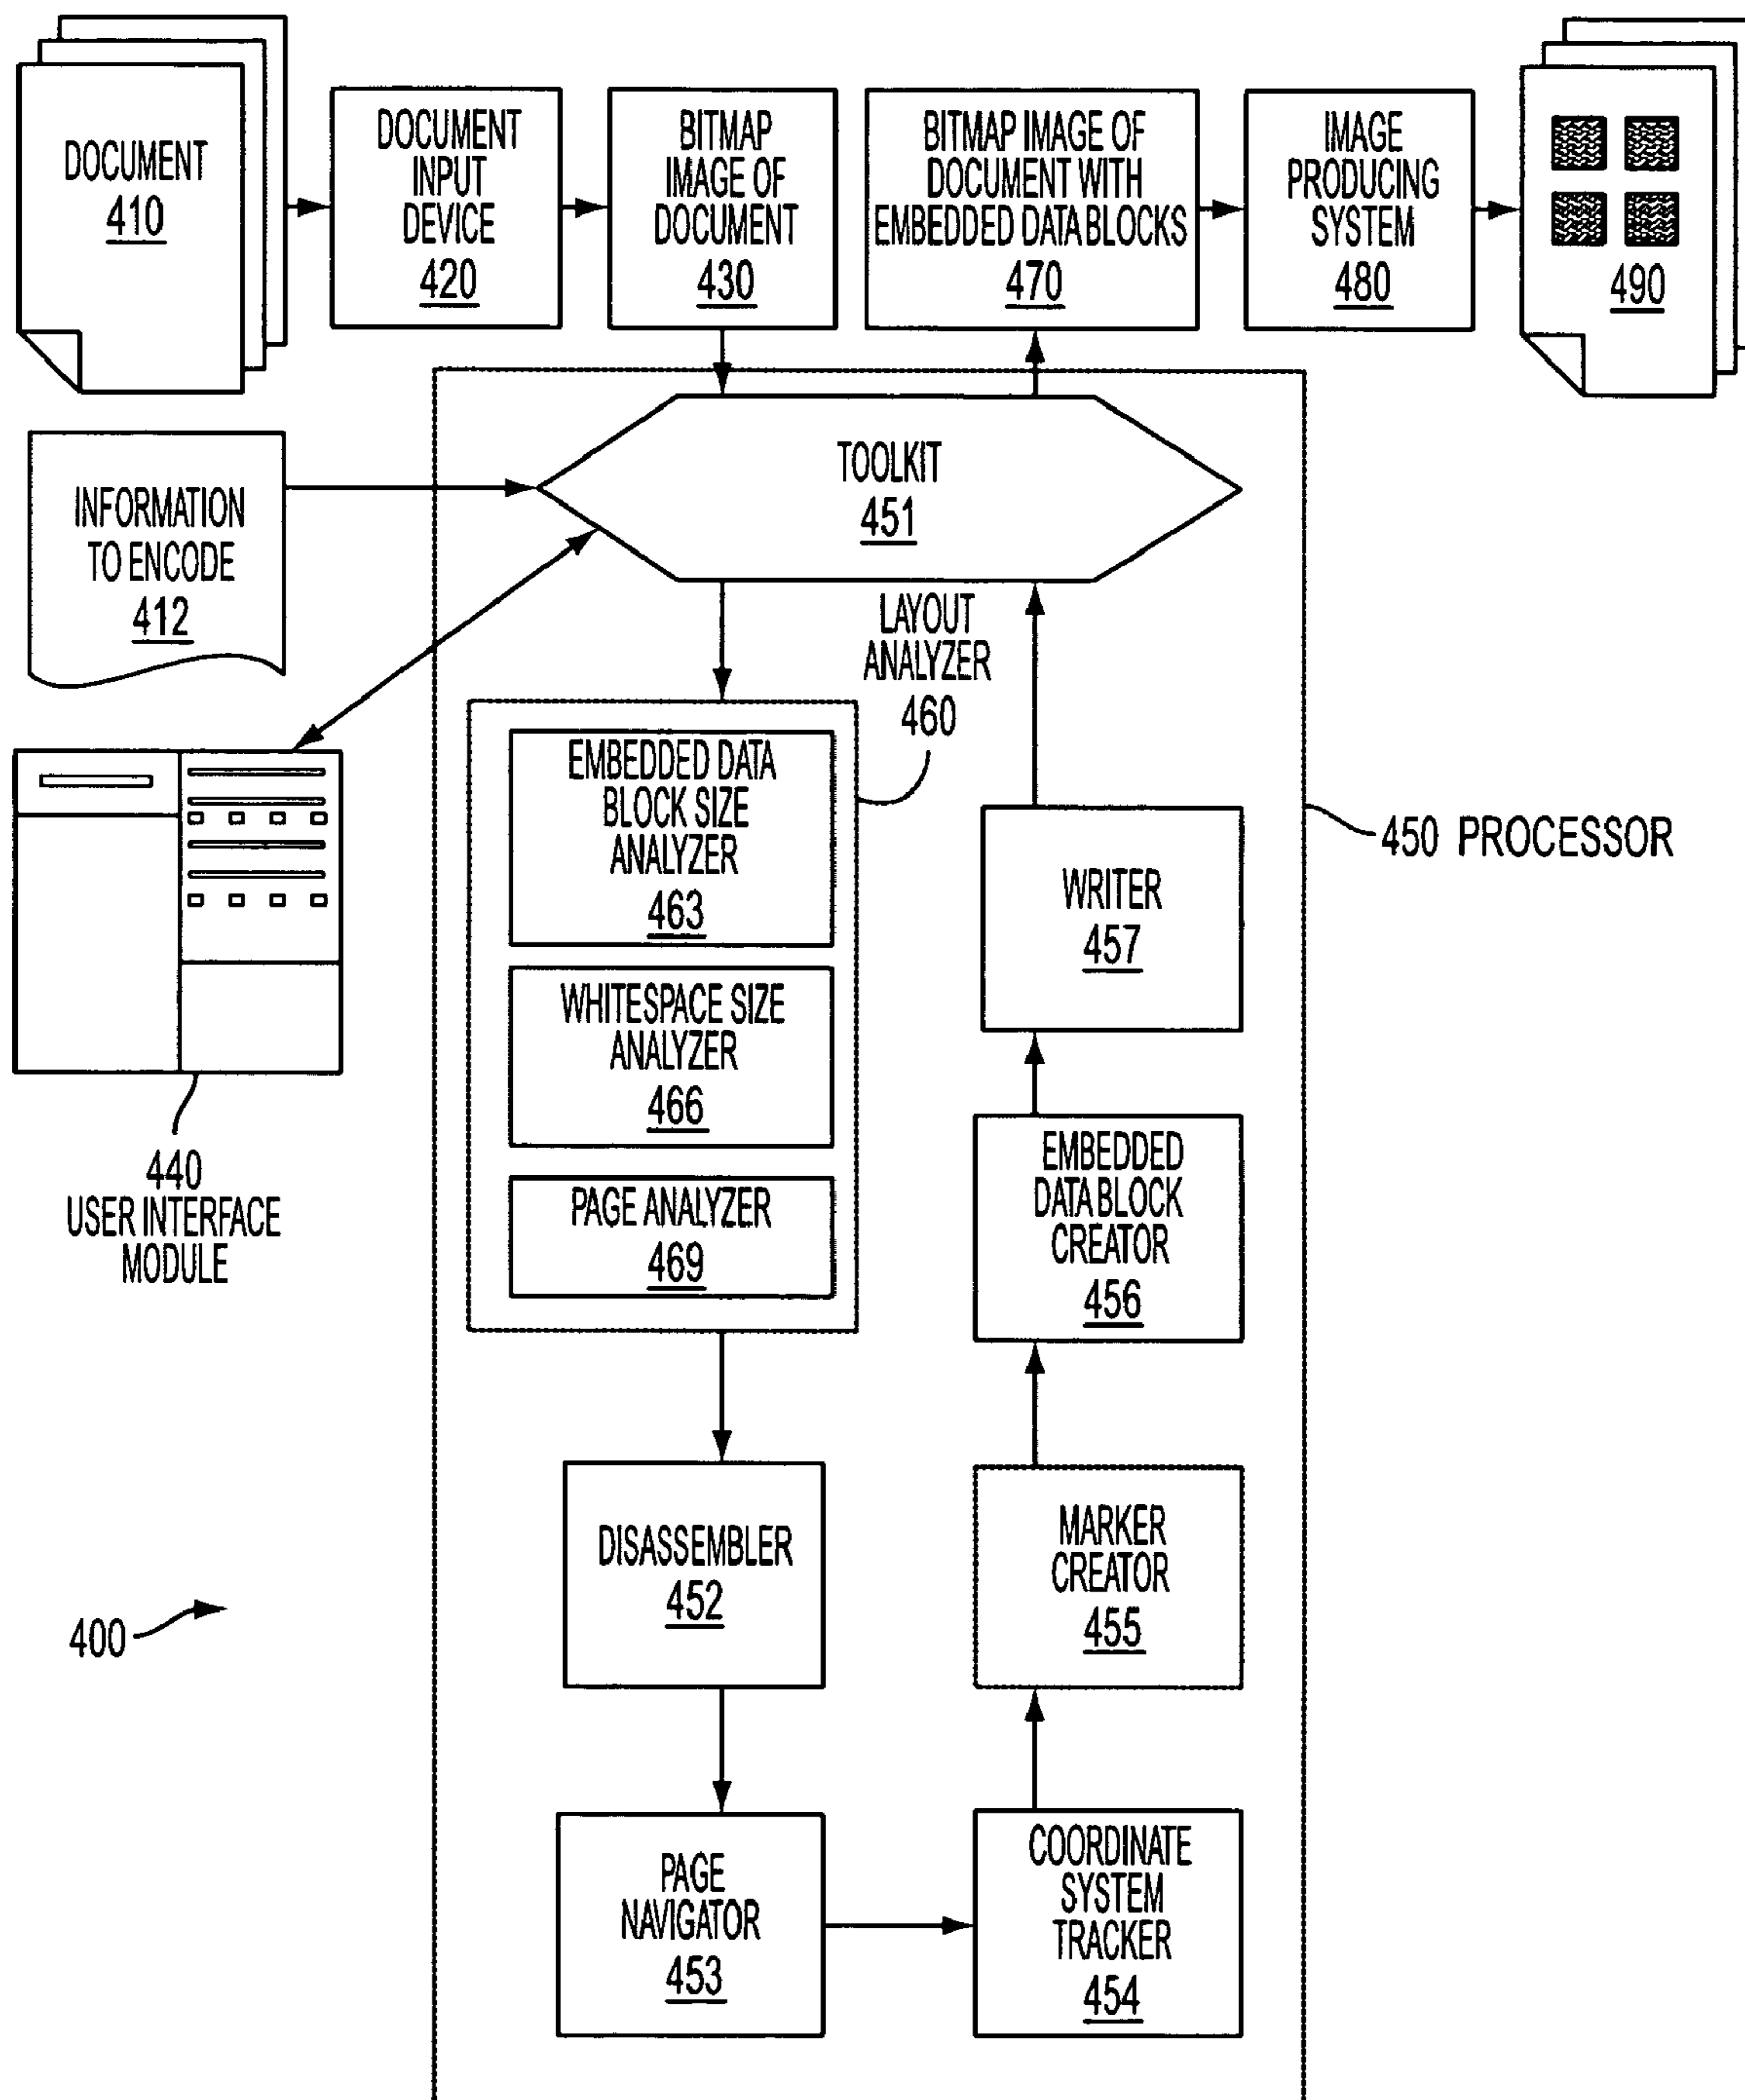 DOCUMENT
410
DOCUMENT
INPUT
DEVICE
420
BITMAP
IMAGE OF
DOCUMENT
430
BITMAP IMAGE OF
DOCUMENT WITH
EMBEDDED DATA BLOCKS
470
IMAGE
PRODUCING
SYSTEM
480
490
INFORMATION
TO ENCODE
412
TOOLKIT
451
LAYOUT
ANALYZER
460
EMBEDDED DATA
BLOCK SIZE
ANALYZER
463
WHITESPACE SIZE
ANALYZER
466
PAGE ANALYZER
469
440
USER INTERFACE
MODULE
450 PROCESSOR
WRITER
457
EMBEDDED
DATA BLOCK
CREATOR
456
DISASSEMBLER
452
MARKER
CREATOR
455
400
PAGE
NAVIGATOR
453
COORDINATE
SYSTEM
TRACKER
454